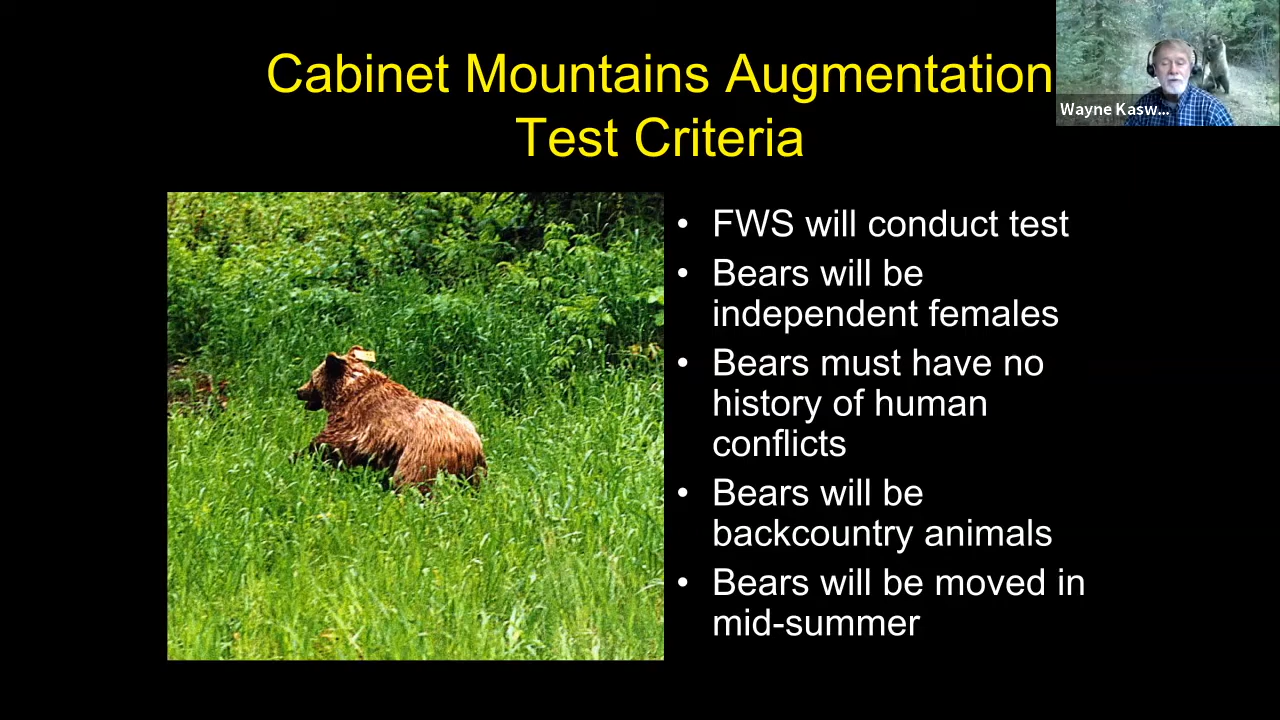 Cabinet Mountains Augmentation
Test Criteria
Wayne Kasw...
• FWS will conduct test
• Bears will be
independent females
• Bears must have no
history of human
conflicts
• Bears will be
backcountry animals
• Bears will be moved in
mid-summer